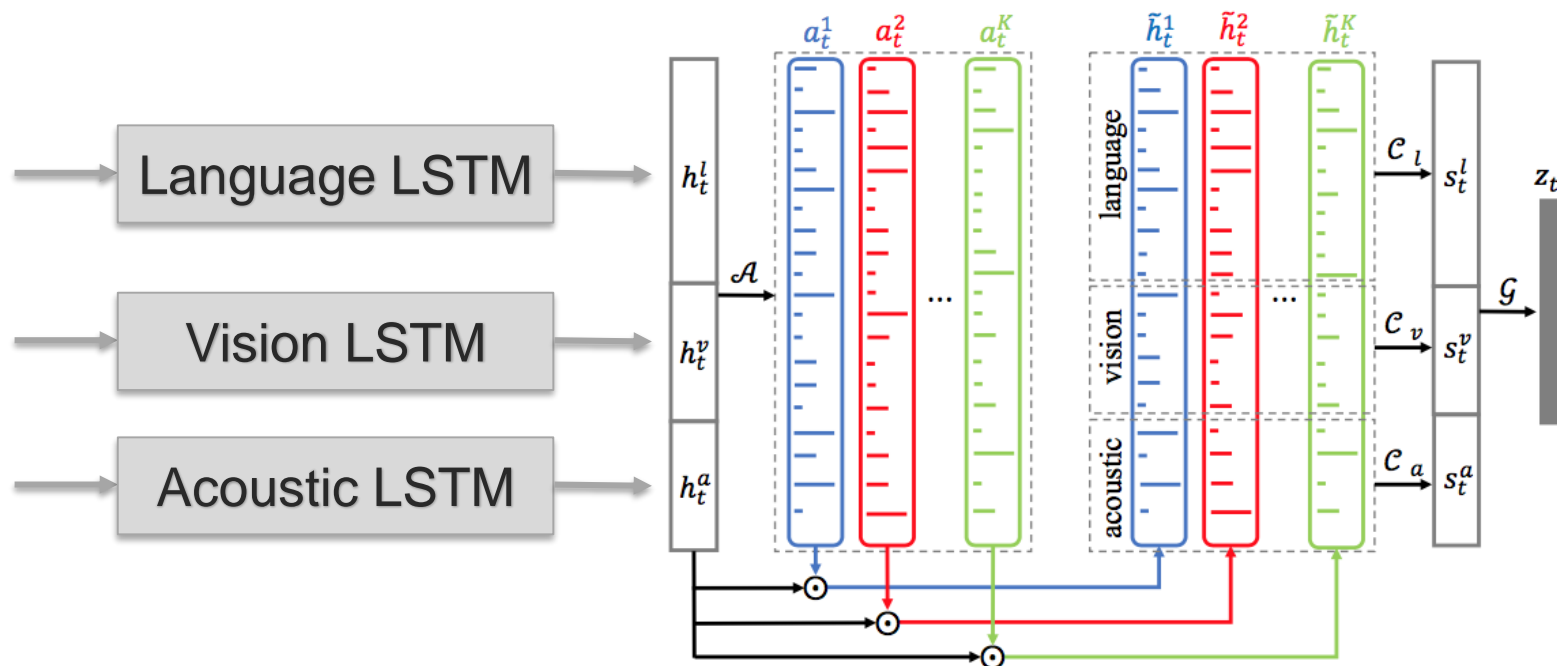 Language LSTM
Vision LSTM
Acoustic LSTM
h_t^l
h_t^v
h_t^a
𝒜
a_t^1 a_t^2 a_t^K
...
h̃_t^1 h̃_t^2 h̃_t^K
...
language
vision
acoustic
𝒞_l
𝒞_v
𝒞_a
s_t^l
s_t^v
s_t^a
𝒢
z_t